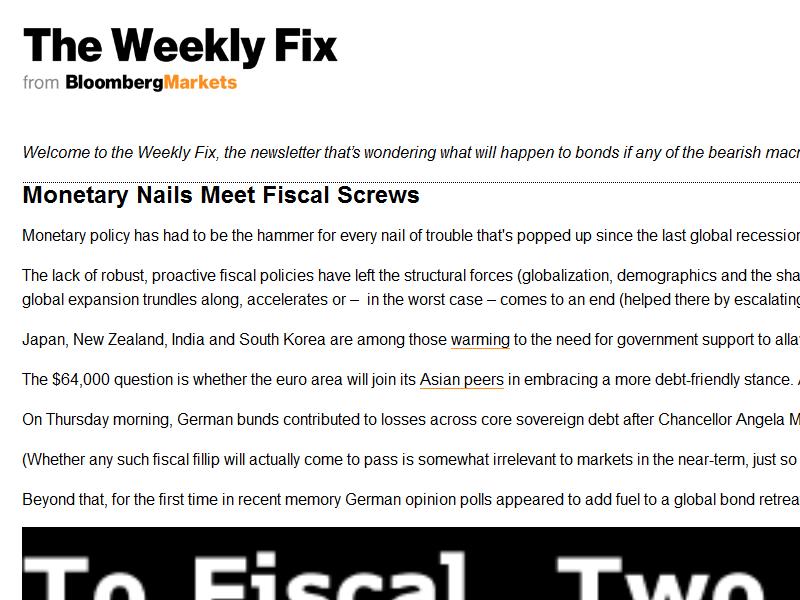 The Weekly Fix
from BloombergMarkets
Welcome to the Weekly Fix, the newsletter that's wondering what will happen to bonds if any of the bearish macr
Monetary Nails Meet Fiscal Screws
Monetary policy has had to be the hammer for every nail of trouble that's popped up since the last global recession
The lack of robust, proactive fiscal policies have left the structural forces (globalization, demographics and the sha
global expansion trundles along, accelerates or –  in the worst case – comes to an end (helped there by escalating
Japan, New Zealand, India and South Korea are among those warming to the need for government support to alla
The $64,000 question is whether the euro area will join its Asian peers in embracing a more debt-friendly stance. A
On Thursday morning, German bunds contributed to losses across core sovereign debt after Chancellor Angela M
(Whether any such fiscal fillip will actually come to pass is somewhat irrelevant to markets in the near-term, just so
Beyond that, for the first time in recent memory German opinion polls appeared to add fuel to a global bond retrea
To Fiscal, Two